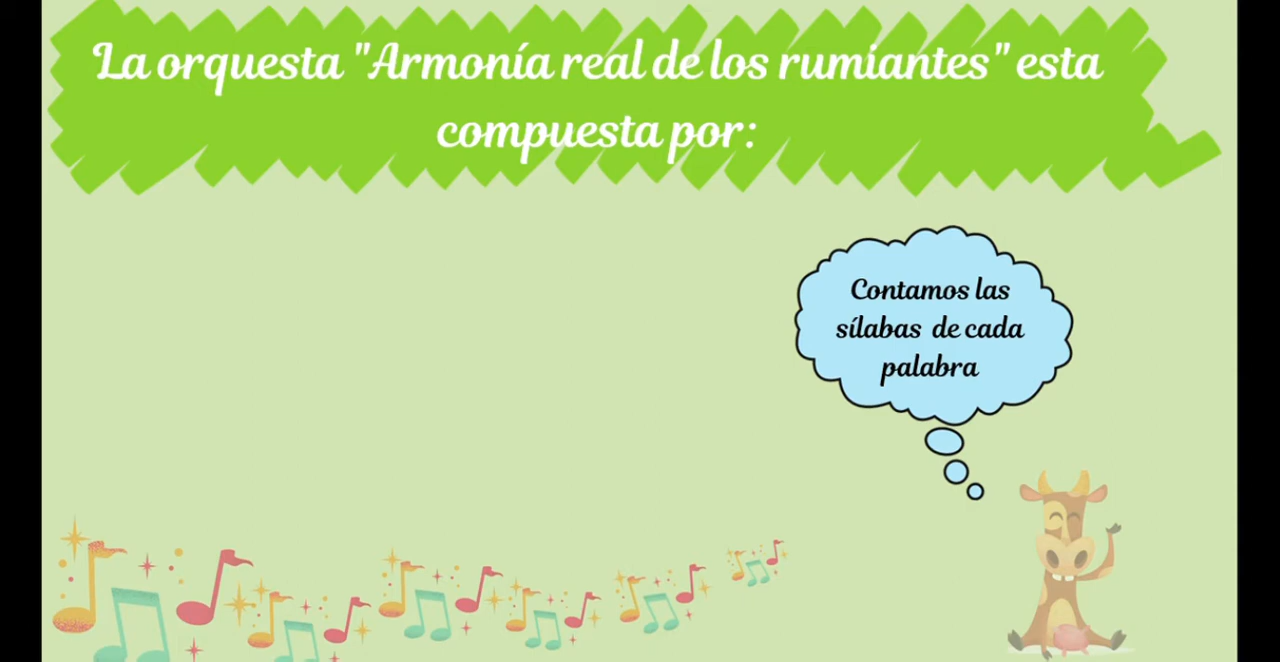 La orquesta "Armonía real de los rumiantes" esta
compuesta por:
Contamos las
sílabas de cada
palabra